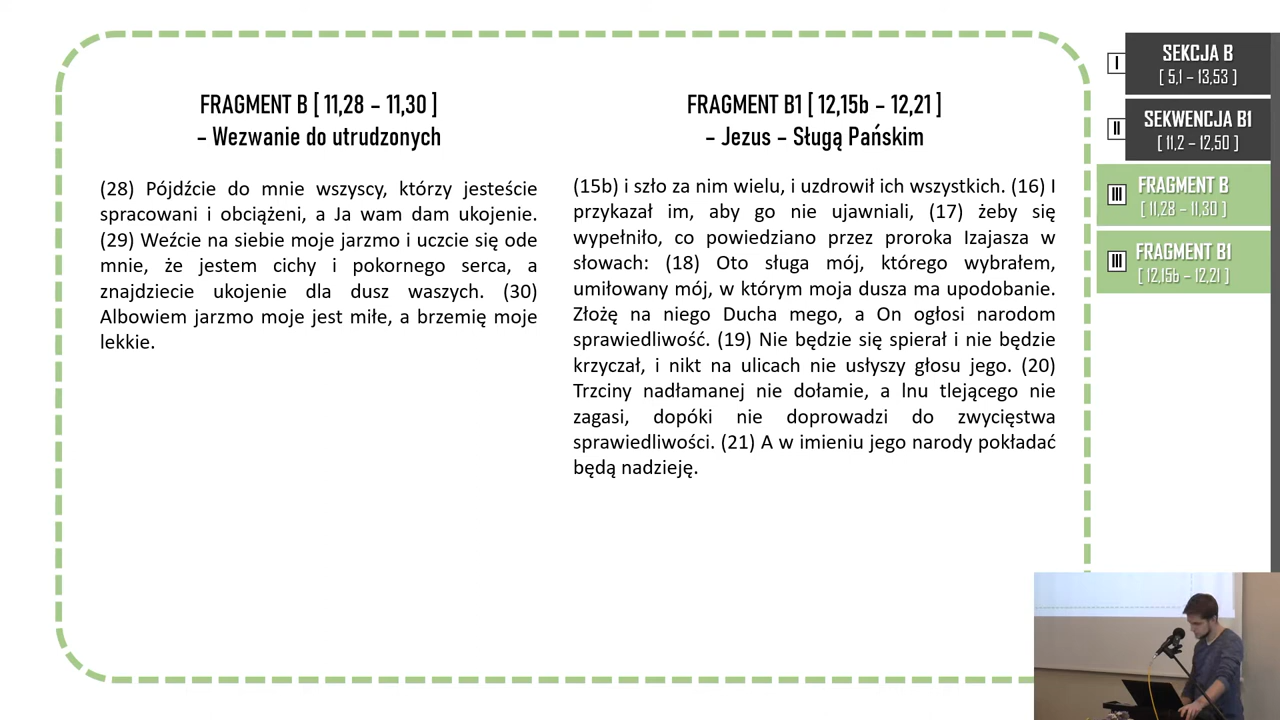 FRAGMENT B [ 11,28 – 11,30 ]
– Wezwanie do utrudzonych
(28) Pójdźcie do mnie wszyscy, którzy jesteście
spracowani i obciążeni, a Ja wam dam ukojenie.
(29) Weźcie na siebie moje jarzmo i uczcie się ode
mnie, że jestem cichy i pokornego serca, a
znajdziecie ukojenie dla dusz waszych. (30)
Albowiem jarzmo moje jest miłe, a brzemię moje
lekkie.
FRAGMENT B1 [ 12,15b – 12,21 ]
– Jezus – Sługą Pańskim
(15b) i szło za nim wielu, i uzdrowił ich wszystkich. (16) I
przykazał im, aby go nie ujawniali, (17) żeby się
wypełniło, co powiedziano przez proroka Izajasza w
słowach: (18) Oto sługa mój, którego wybrałem,
umiłowany mój, w którym moja dusza ma upodobanie.
Złożę na niego Ducha mego, a On ogłosi narodom
sprawiedliwość. (19) Nie będzie się spierał i nie będzie
krzyczał, i nikt na ulicach nie usłyszy głosu jego. (20)
Trzciny nadłamanej nie dołamie, a lnu tlejącego nie
zagasi, dopóki nie doprowadzi do zwycięstwa
sprawiedliwości. (21) A w imieniu jego narody pokładać
będą nadzieję.
I
SEKCJA B
[ 5,1 – 13,53 ]
II
SEKWENCJA B1
[ 11,2 – 12,50 ]
III
FRAGMENT B
[ 11,28 – 11,30 ]
III
FRAGMENT B1
[ 12,15b – 12,21 ]